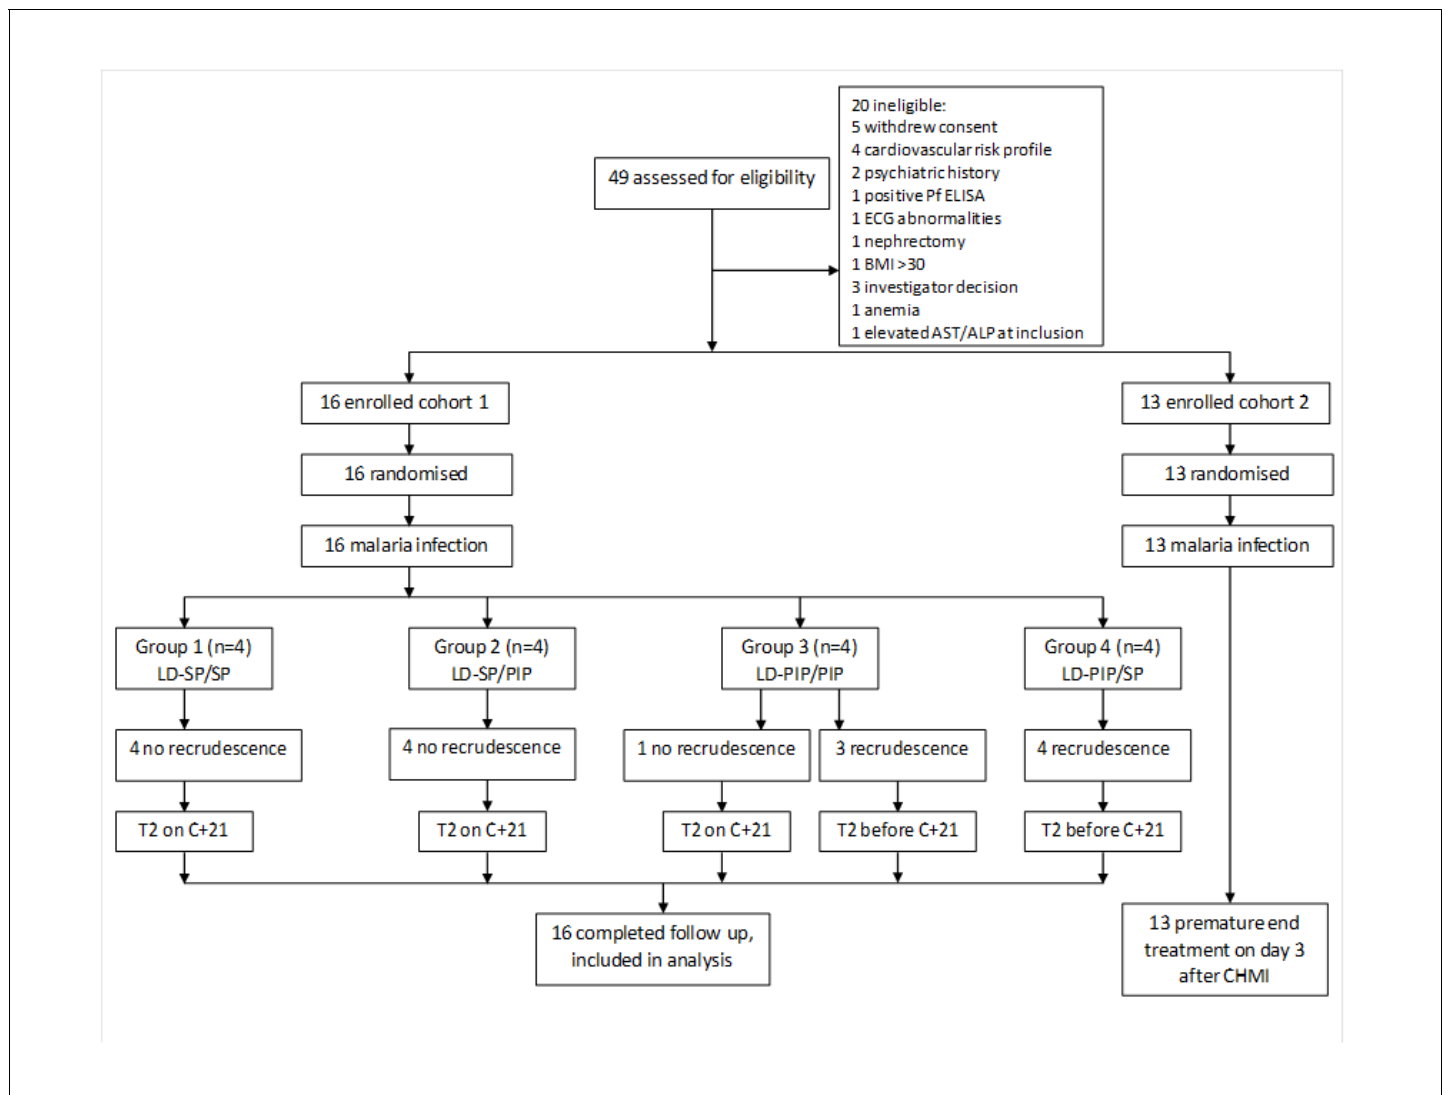 49 assessed for eligibility
20 ineligible:
5 withdrew consent
4 cardiovascular risk profile
2 psychiatric history
1 positive Pf ELISA
1 ECG abnormalities
1 nephrectomy
1 BMI >30
3 investigator decision
1 anemia
1 elevated AST/ALP at inclusion
16 enrolled cohort 1
13 enrolled cohort 2
16 randomised
13 randomised
16 malaria infection
13 malaria infection
Group 1 (n=4)
LD-SP/SP
Group 2 (n=4)
LD-SP/PIP
Group 3 (n=4)
LD-PIP/PIP
Group 4 (n=4)
LD-PIP/SP
4 no recrudescence
4 no recrudescence
1 no recrudescence
3 recrudescence
4 recrudescence
T2 on C+21
T2 on C+21
T2 on C+21
T2 before C+21
T2 before C+21
16 completed follow up,
included in analysis
13 premature end
treatment on day 3
after CHMI